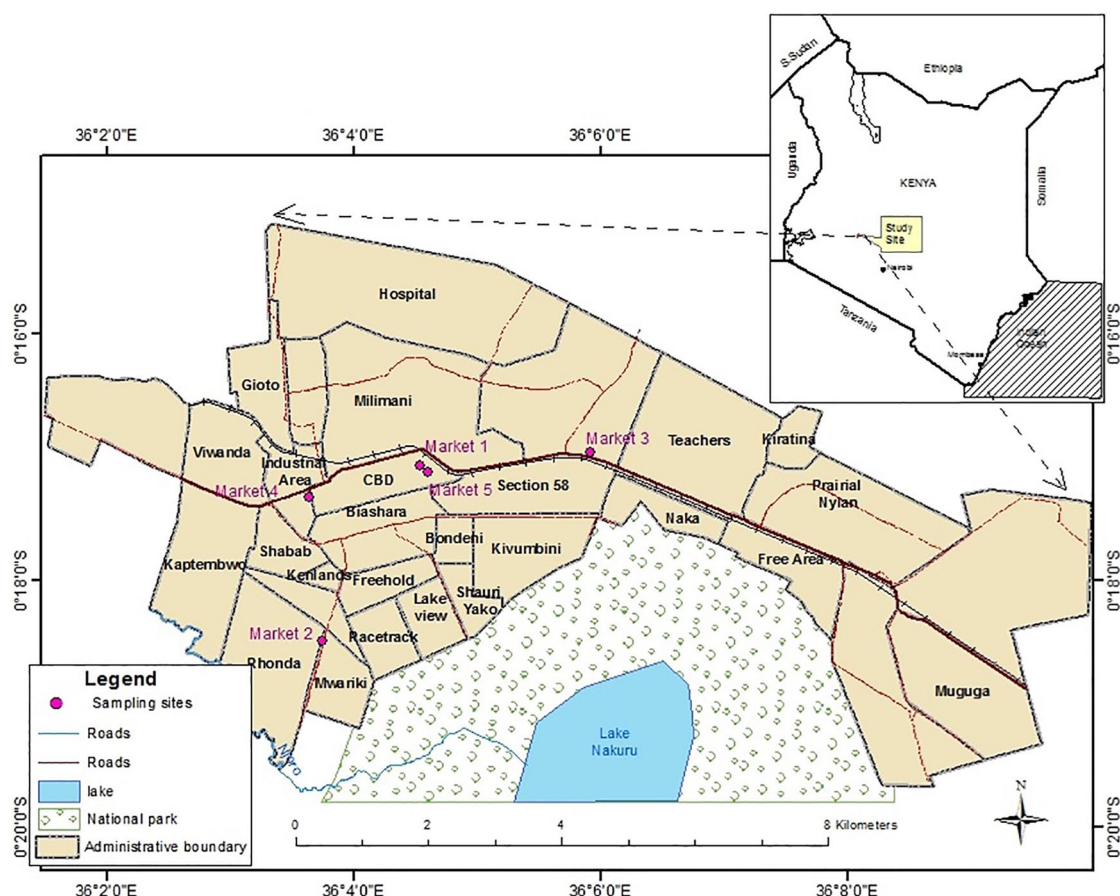 36°2'0"E
36°4'0"E
36°6'0"E
S.Sudan
Ethiopia
Uganda
KENYA
Somalia
Study
Site
Nairobi
Tanzania
Mombasa
Indian
Ocean
0°16'0"S
0°16'0"S
Hospital
Gioto
Milimani
Market 1
Market 3
Teachers
Kiratina
Viwanda
Industrial
Area
CBD
Market 4
Market 5
Section 58
Prairial
Nylan
Biashara
Naka
Bondeni
Kivumbini
Free Area
Kaptembwo
Shabab
Kenlands
Freehold
0°18'0"S
0°18'0"S
Lake
view
Shauri
Yako
Market 2
Racetrack
Rhonda
Mwariki
Muguga
Lake
Nakuru
Legend
Sampling sites
Roads
Roads
lake
National park
Administrative boundary
N
0 2 4 8 Kilometers
0°20'0"S
0°20'0"S
36°2'0"E
36°4'0"E
36°6'0"E
36°8'0"E